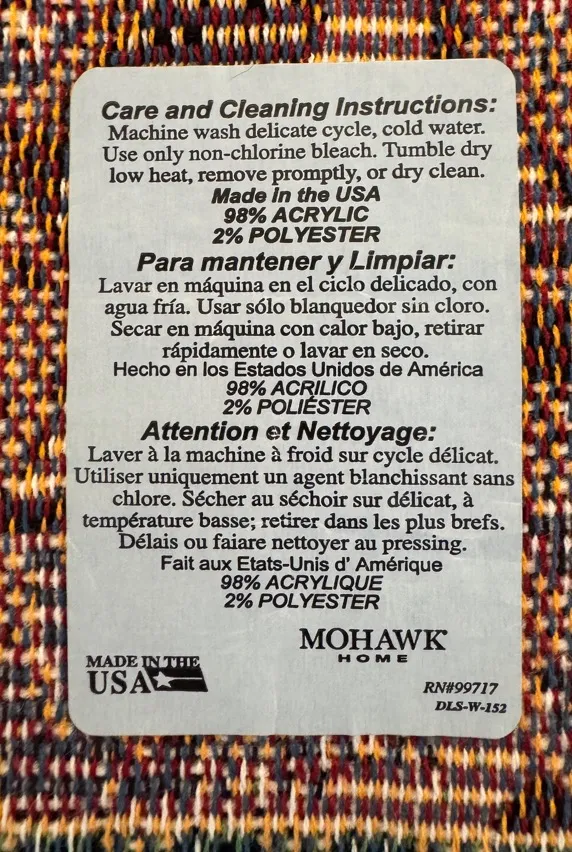 Care and Cleaning Instructions:
Machine wash delicate cycle, cold water.
Use only non-chlorine bleach. Tumble dry
low heat, remove promptly, or dry clean.
Made in the USA
98% ACRYLIC
2% POLYESTER
Para mantener y Limpiar:
Lavar en máquina en el ciclo delicado, con
agua fría. Usar sólo blanquedor sin cloro.
Secar en máquina con calor bajo, retirar
rápidamente o lavar en seco.
Hecho en los Estados Unidos de América
98% ACRILICO
2% POLIÉSTER
Attention et Nettoyage:
Laver à la machine à froid sur cycle délicat.
Utiliser uniquement un agent blanchissant sans
chlore. Sécher au séchoir sur délicat, à
température basse; retirer dans les plus brefs.
Délais ou faiare nettoyer au pressing.
Fait aux Etats-Unis d' Amérique
98% ACRYLIQUE
2% POLYESTER
MOHAWK
HOME
MADE IN THE
USA
RN#99717
DLS-W-152